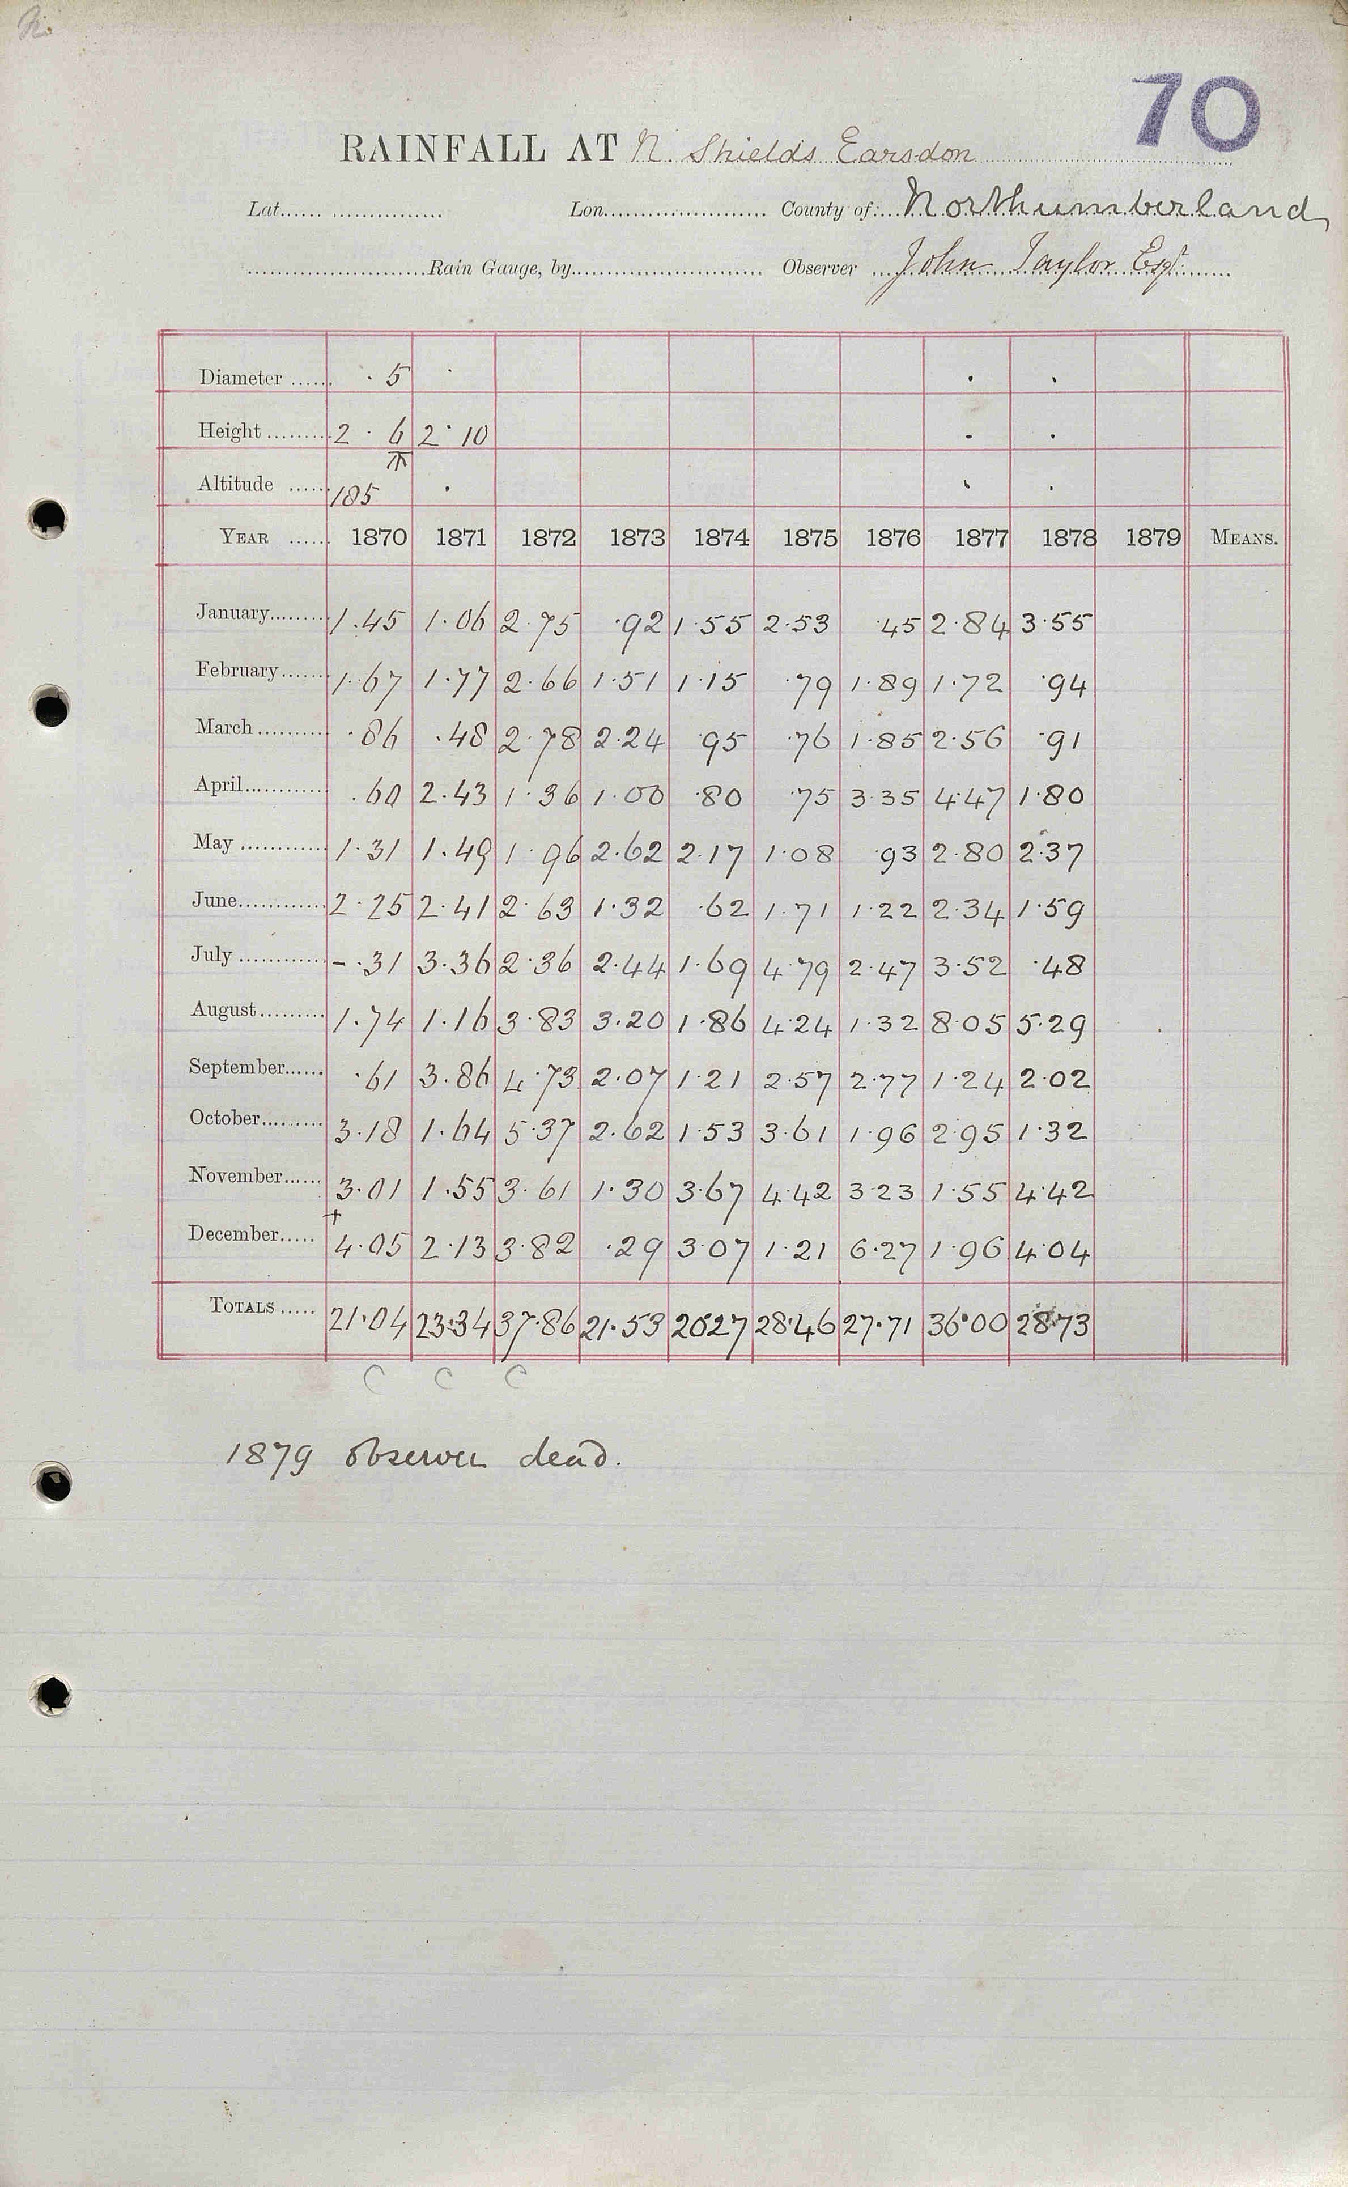 N.
70
RAINFALL AT N. Shields Earsdon
Lat...... ................ Lon....................... County of:... Northumberland
.........................Rain Gauge, by........................... Observer ... John Taylor Esqr.
Diameter ...... · 5 · · ·
Height ......... 2 · 6 2 · 10 · ·
Altitude ...... 185 · · ·
YEAR ...... 1870 1871 1872 1873 1874 1875 1876 1877 1878 1879 MEANS.
January......... 1.45 1.06 2.75 .92 1.55 2.53 .45 2.84 3.55
February....... 1.67 1.77 2.66 1.51 1.15 .79 1.89 1.72 .94
March........... .86 .48 2.78 2.24 .95 .76 1.85 2.56 .91
April............. .60 2.43 1.36 1.00 .80 .75 3.35 4.47 1.80
May ............. 1.31 1.49 1.96 2.62 2.17 1.08 .93 2.80 2.37
June............. 2.25 2.41 2.63 1.32 .62 1.71 1.22 2.34 1.59
July ............. - .31 3.36 2.36 2.44 1.69 4.79 2.47 3.52 .48
August.......... 1.74 1.16 3.83 3.20 1.86 4.24 1.32 8.05 5.29
September...... .61 3.86 4.73 2.07 1.21 2.57 2.77 1.24 2.02
October......... 3.18 1.64 5.37 2.62 1.53 3.61 1.96 2.95 1.32
November...... 3.01 1.55 3.61 1.30 3.67 4.42 3.23 1.55 4.42
December..... + 4.05 2.13 3.82 .29 3.07 1.21 6.27 1.96 4.04
TOTALS ..... 21.04 23.34 37.86 21.53 20.27 28.46 27.71 36.00 28.73
C C C
1879 observer dead.